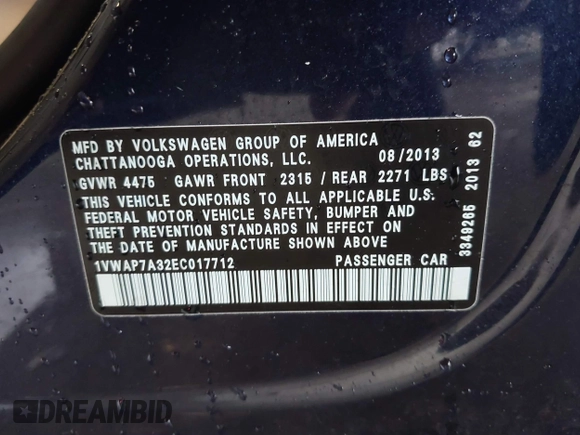 MFD BY VOLKSWAGEN GROUP OF AMERICA
CHATTANOOGA OPERATIONS, LLC. 08/2013
GVWR 4475 GAWR FRONT 2315 / REAR 2271 LBS
THIS VEHICLE CONFORMS TO ALL APPLICABLE U.S.
FEDERAL MOTOR VEHICLE SAFETY, BUMPER AND
THEFT PREVENTION STANDARDS IN EFFECT ON
THE DATE OF MANUFACTURE SHOWN ABOVE
1VWAP7A32EC017712 PASSENGER CAR
3349265 2013 62
DREAMBID